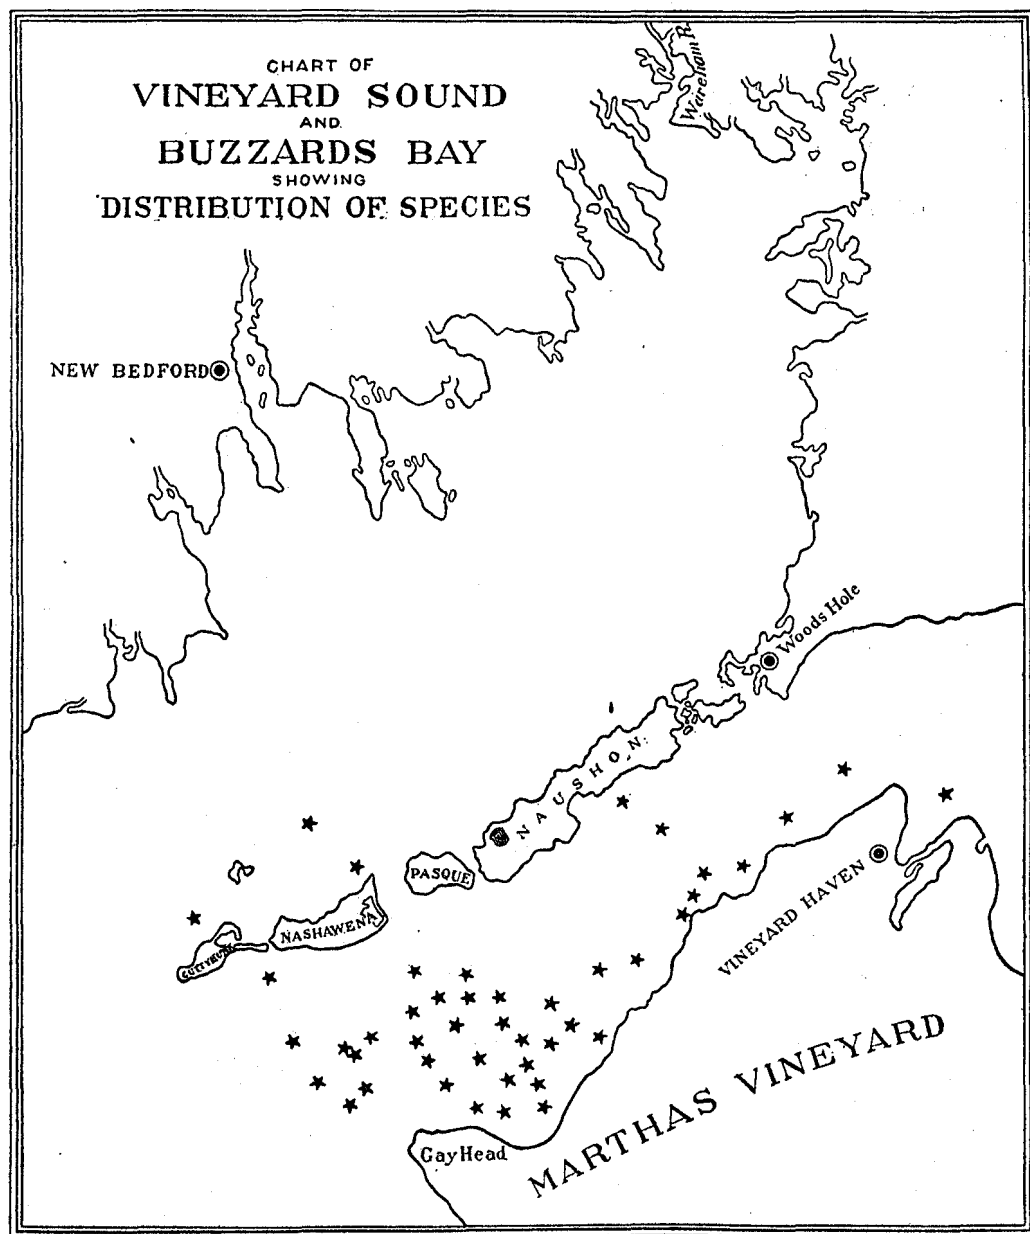 CHART OF
VINEYARD SOUND
AND
BUZZARDS BAY
SHOWING
DISTRIBUTION OF SPECIES
Wareham R.
NEW BEDFORD
Woods Hole
NAUSHON
PASQUE
NASHAWENA
CUTTYHUNK
VINEYARD HAVEN
MARTHAS VINEYARD
Gay Head